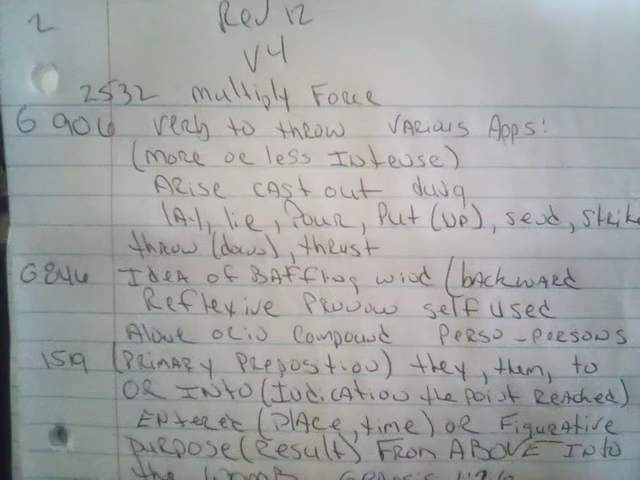 2 Rev 12
V4
2532 multiply Force
G 906 verb to throw VARIOUS Apps:
(more or less INTENSE)
ARISE CAST out dung
lay, lie, pour, put (up), send, strike
throw (down), thrust
G846 Idea of BAFFling wind (bACKWARD
Reflexive Pronoun self used
Alone or in Compound PERSO-PERSONS
1519 (PRIMARY PREPOSITION) they, them, to
OR INTO (Indication the point REACHED)
ENTERED (PlACE, time) OR FIGURATIVE
PURPOSE (Result) FROM ABOVE INTO
the WOMB